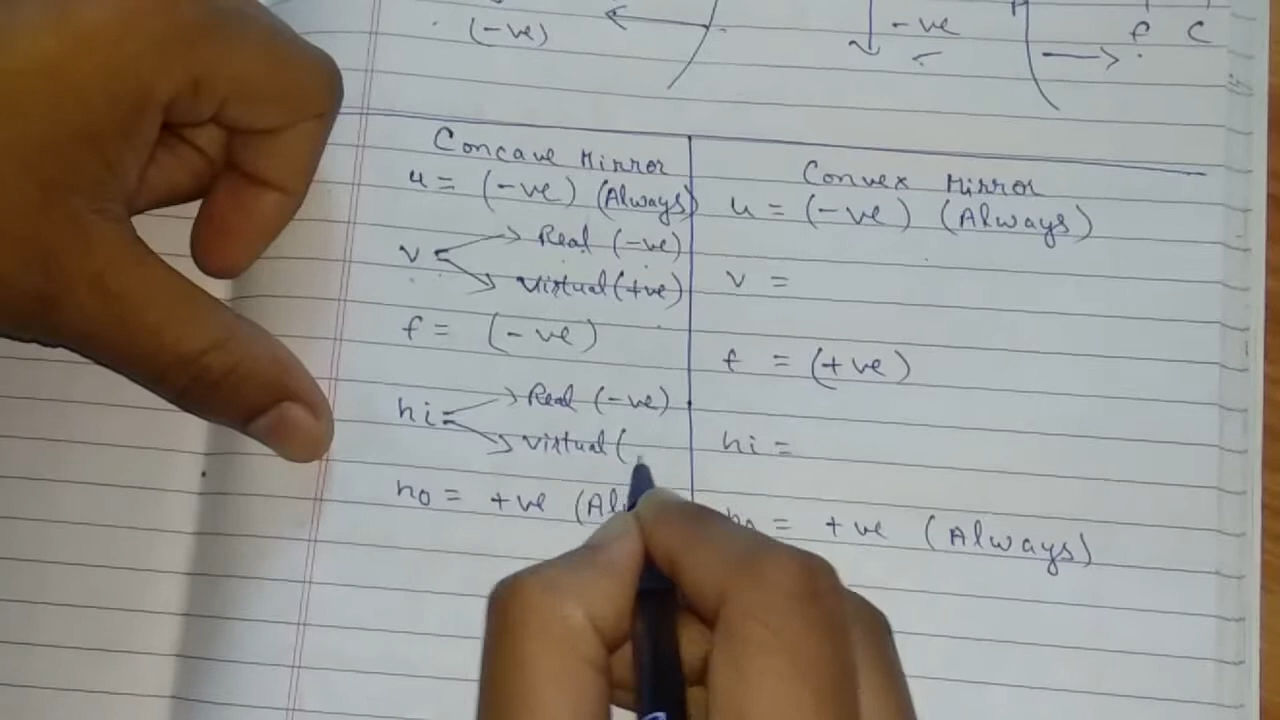 (-ve)
-ve
f C
Concave Mirror
u = (-ve) (Always)
v Real (-ve)
Virtual (+ve)
f = (-ve)
hi = Real (-ve)
Virtual (
ho = +ve
Convex Mirror
u = (-ve) (Always)
v =
f = (+ve)
hi =
= +ve (Always)